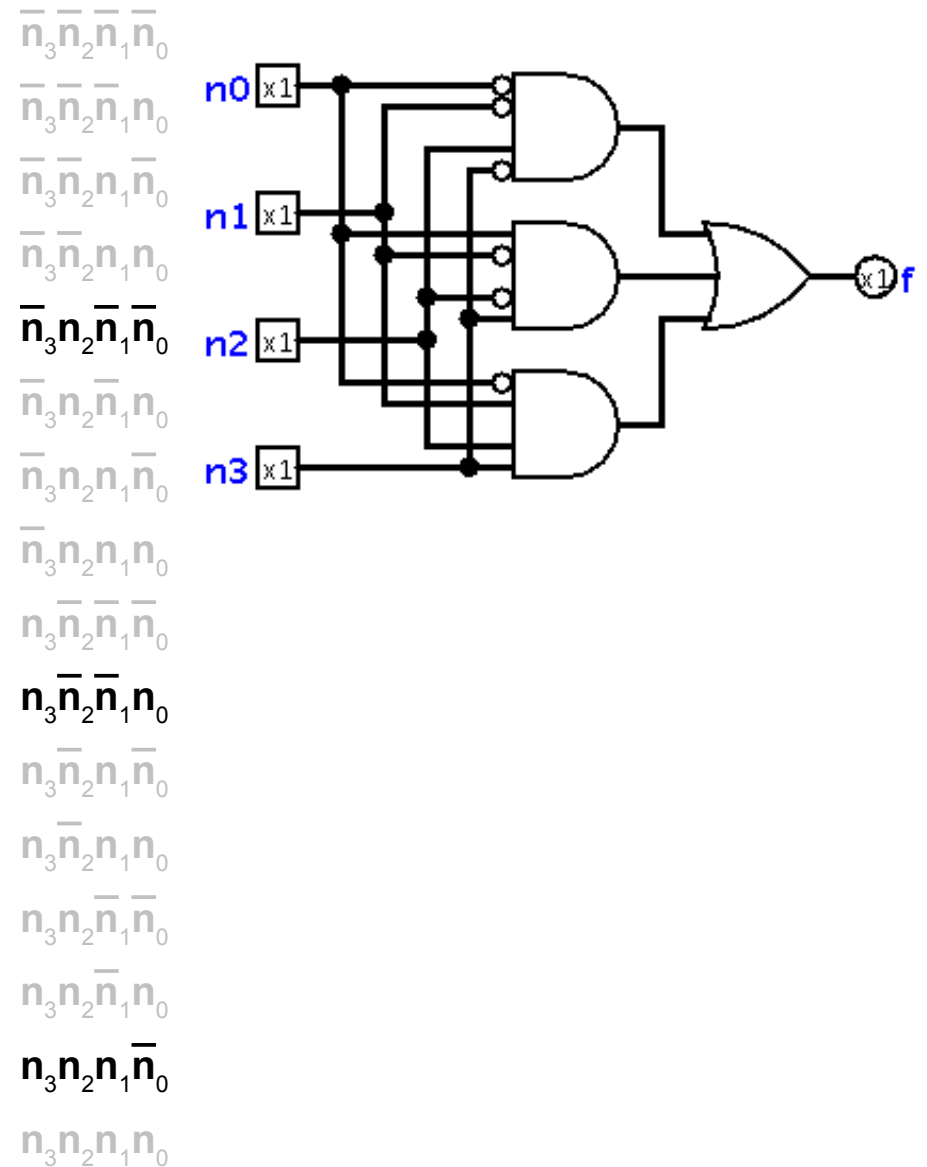 n̅₃n̅₂n̅₁n̅₀
n̅₃n̅₂n̅₁n₀
n̅₃n̅₂n₁n̅₀
n̅₃n̅₂n₁n₀
n̅₃n₂n̅₁n̅₀
n̅₃n₂n̅₁n₀
n̅₃n₂n₁n̅₀
n̅₃n₂n₁n₀
n₃n̅₂n̅₁n̅₀
n₃n̅₂n̅₁n₀
n₃n̅₂n₁n̅₀
n₃n̅₂n₁n₀
n₃n₂n̅₁n̅₀
n₃n₂n̅₁n₀
n₃n₂n₁n̅₀
n₃n₂n₁n₀
n0 x1
n1 x1
n2 x1
n3 x1
x1 f